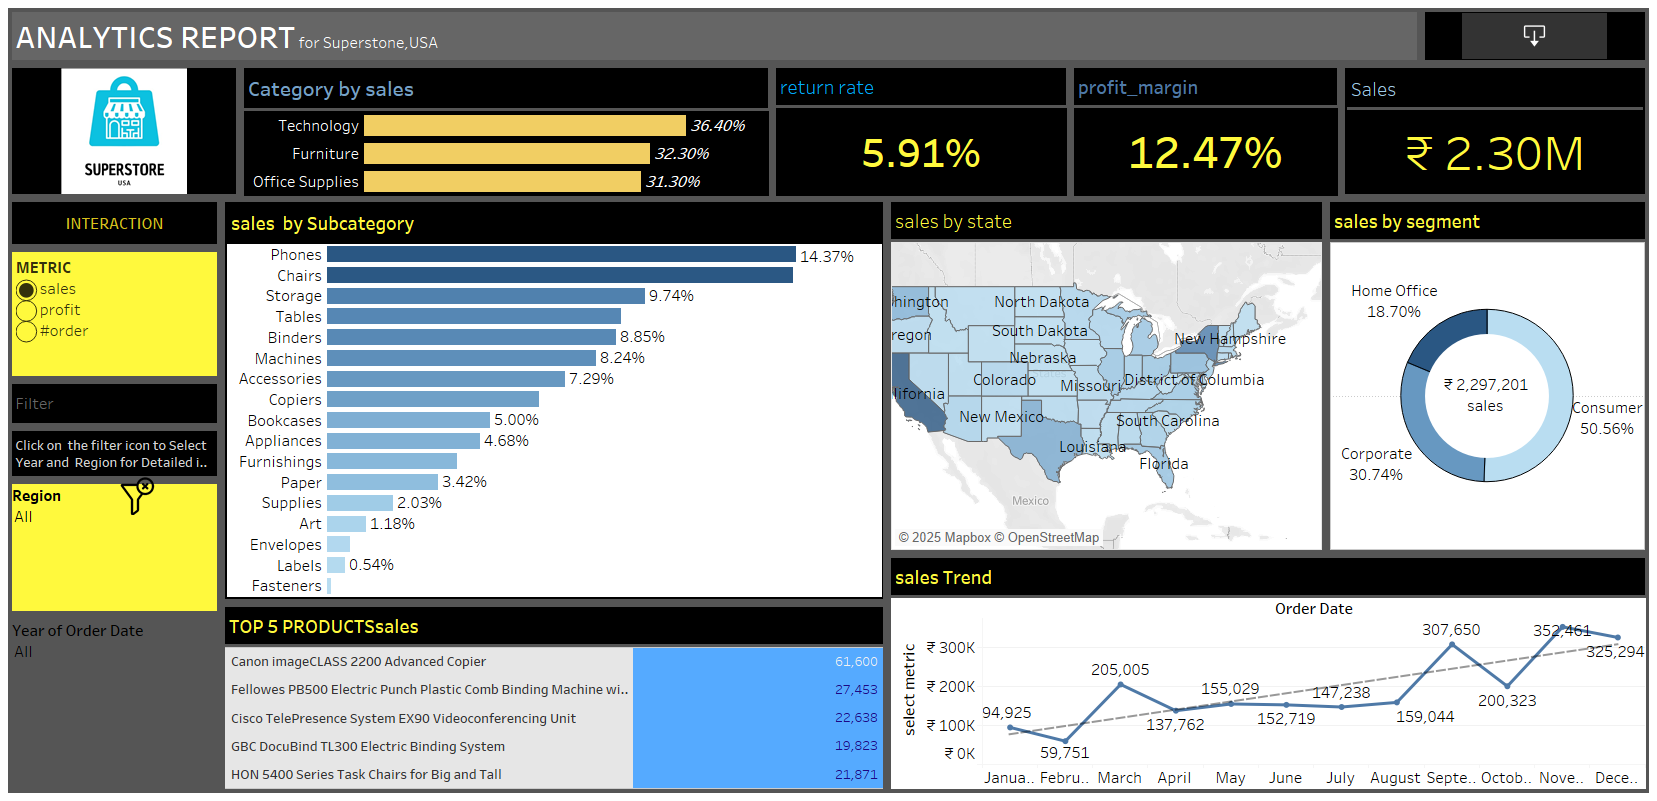 ANALYTICS REPORT for Superstone,USA
SUPERSTORE
USA
Category by sales
Technology 36.40%
Furniture 32.30%
Office Supplies 31.30%
return rate
5.91%
profit_margin
12.47%
Sales
₹ 2.30M
INTERACTION
METRIC
sales
profit
#order
Filter
Click on the filter icon to Select
Year and Region for Detailed i..
Region
All
Year of Order Date
All
sales by Subcategory
Phones 14.37%
Chairs
Storage 9.74%
Tables
Binders 8.85%
Machines 8.24%
Accessories 7.29%
Copiers
Bookcases 5.00%
Appliances 4.68%
Furnishings
Paper 3.42%
Supplies 2.03%
Art 1.18%
Envelopes
Labels 0.54%
Fasteners
TOP 5 PRODUCTSsales
Canon imageCLASS 2200 Advanced Copier 61,600
Fellowes PB500 Electric Punch Plastic Comb Binding Machine wi.. 27,453
Cisco TelePresence System EX90 Videoconferencing Unit 22,638
GBC DocuBind TL300 Electric Binding System 19,823
HON 5400 Series Task Chairs for Big and Tall 21,871
sales by state
hington North Dakota
regon South Dakota New Hampshire
Nebraska
lifornia Colorado Missouri District of Columbia
New Mexico South Carolina
Louisiana
Florida
Mexico
© 2025 Mapbox © OpenStreetMap
sales by segment
Home Office
18.70%
₹ 2,297,201
sales
Consumer
50.56%
Corporate
30.74%
sales Trend
Order Date
select metric
₹ 300K
₹ 200K
₹ 100K
₹ 0K
94,925
59,751
205,005
137,762
155,029
152,719
147,238
159,044
307,650
200,323
352,461
325,294
Janua.. Febru.. March April May June July August Septe.. Octob.. Nove.. Dece..